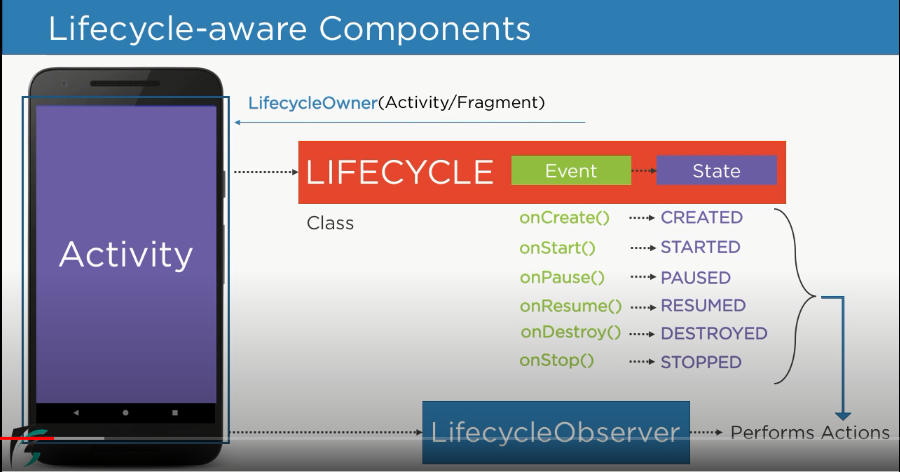 Lifecycle-aware Components
LifecycleOwner(Activity/Fragment)
LIFECYCLE Event State
Class
onCreate() CREATED
onStart() STARTED
Activity
onPause() PAUSED
onResume() RESUMED
onDestroy() DESTROYED
onStop() STOPPED
LifecycleObserver Performs Actions